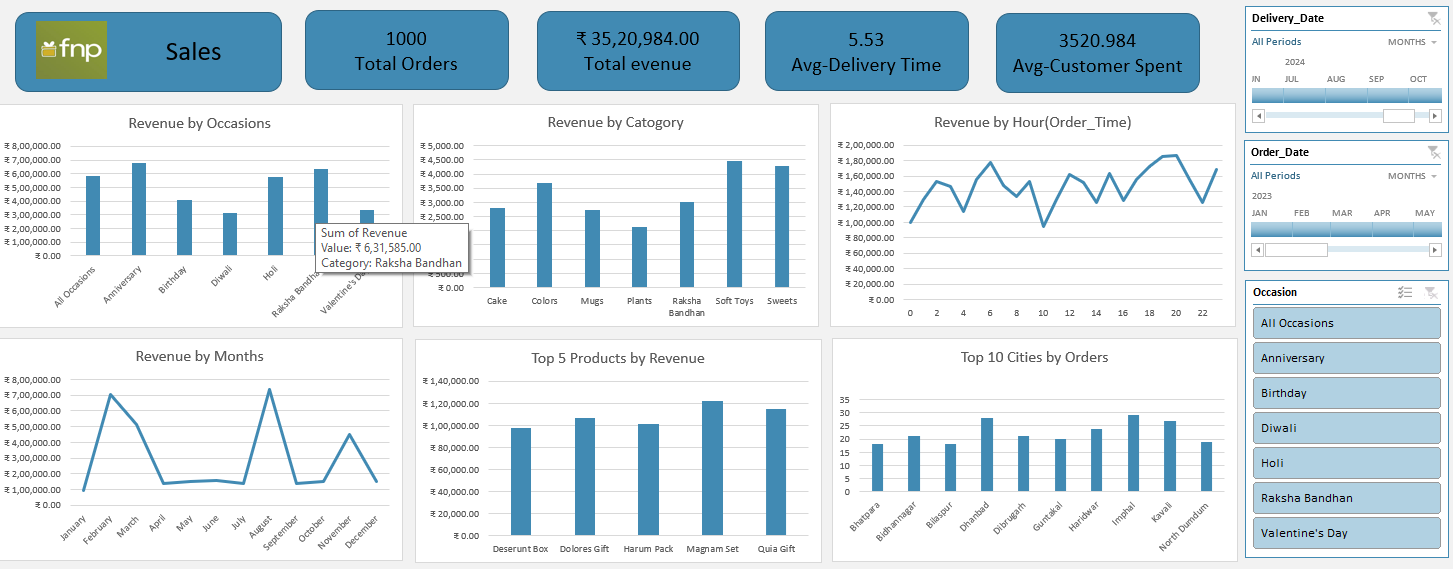 fnp
Sales
1000
Total Orders
₹ 35,20,984.00
Total evenue
5.53
Avg-Delivery Time
3520.984
Avg-Customer Spent
Delivery_Date
All Periods
MONTHS
2024
JUL
AUG
SEP
OCT
Order_Date
All Periods
MONTHS
2023
JAN
FEB
MAR
APR
MAY
Occasion
All Occasions
Anniversary
Birthday
Diwali
Holi
Raksha Bandhan
Valentine's Day
Revenue by Occasions
₹ 8,00,000.00
₹ 7,00,000.00
₹ 6,00,000.00
₹ 5,00,000.00
₹ 4,00,000.00
₹ 3,00,000.00
₹ 2,00,000.00
₹ 1,00,000.00
₹ 0.00
All Occasions
Anniversary
Birthday
Diwali
Holi
Raksha Bandha
Valentine's Da
Sum of Revenue
Value: ₹ 6,31,585.00
Category: Raksha Bandhan
Revenue by Catogory
₹ 5,000.00
₹ 4,500.00
₹ 4,000.00
₹ 3,500.00
₹ 3,000.00
₹ 2,500.00
₹ 500.00
₹ 0.00
Cake
Colors
Mugs
Plants
Raksha
Bandhan
Soft Toys
Sweets
Revenue by Hour(Order_Time)
₹ 2,00,000.00
₹ 1,80,000.00
₹ 1,60,000.00
₹ 1,40,000.00
₹ 1,20,000.00
₹ 1,00,000.00
₹ 80,000.00
₹ 60,000.00
₹ 40,000.00
₹ 20,000.00
₹ 0.00
0 2 4 6 8 10 12 14 16 18 20 22
Revenue by Months
₹ 8,00,000.00
₹ 7,00,000.00
₹ 6,00,000.00
₹ 5,00,000.00
₹ 4,00,000.00
₹ 3,00,000.00
₹ 2,00,000.00
₹ 1,00,000.00
₹ 0.00
January
February
March
April
May
June
July
August
September
October
November
December
Top 5 Products by Revenue
₹ 1,40,000.00
₹ 1,20,000.00
₹ 1,00,000.00
₹ 80,000.00
₹ 60,000.00
₹ 40,000.00
₹ 20,000.00
₹ 0.00
Deserunt Box
Dolores Gift
Harum Pack
Magnam Set
Quia Gift
Top 10 Cities by Orders
35
30
25
20
15
10
5
0
Bhatpara
Bidhannagar
Bilaspur
Dhanbad
Dibrugarh
Guntakal
Haridwar
Imphal
Kavali
North Dumdum